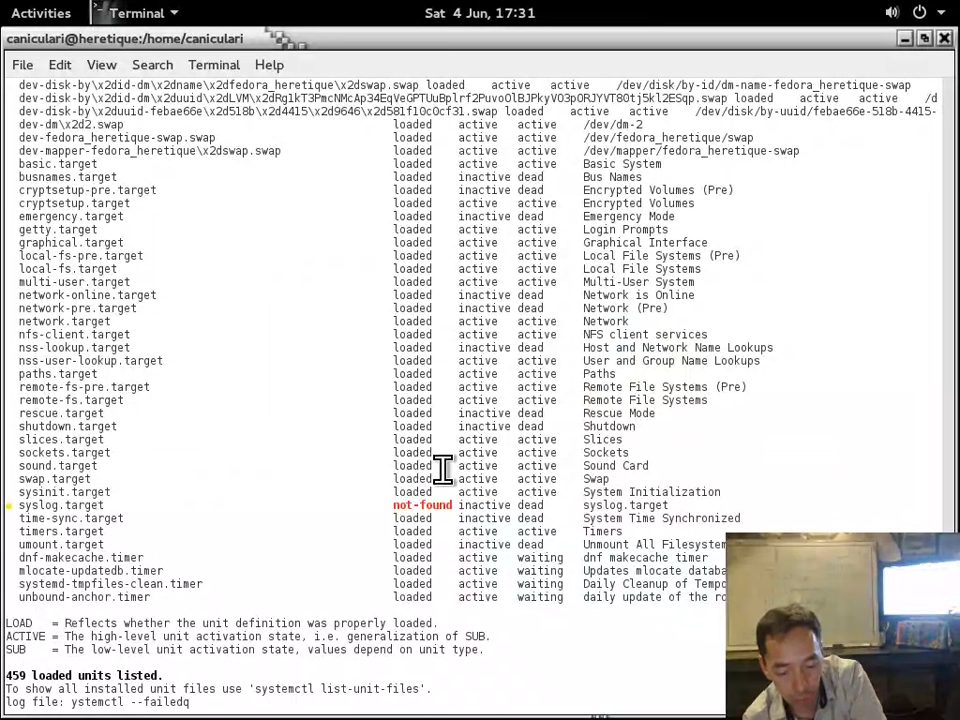 Activities Terminal Sat 4 Jun, 17:31
caniculari@heretique:/home/caniculari
File Edit View Search Terminal Help
dev-disk-by\x2did-dm\x2dname\x2dfedora_heretique\x2dswap.swap loaded active active /dev/disk/by-id/dm-name-fedora_heretique-swap
dev-disk-by\x2did-dm\x2duuid\x2dLVM\x2dRg1kT3PmcNMcAp34EqVeGPTUuBplrf2PuvoOlBJPkyVO3pORJYVT80tj5kl2ESqp.swap loaded active active /d
dev-disk-by\x2duuid-febae66e\x2d518b\x2d4415\x2d9646\x2d581f10c0cf31.swap loaded active active /dev/disk/by-uuid/febae66e-518b-4415-
dev-dm\x2d2.swap loaded active active /dev/dm-2
dev-fedora_heretique-swap.swap loaded active active /dev/fedora_heretique/swap
dev-mapper-fedora_heretique\x2dswap.swap loaded active active /dev/mapper/fedora_heretique-swap
basic.target loaded active active Basic System
busnames.target loaded inactive dead Bus Names
cryptsetup-pre.target loaded inactive dead Encrypted Volumes (Pre)
cryptsetup.target loaded active active Encrypted Volumes
emergency.target loaded inactive dead Emergency Mode
getty.target loaded active active Login Prompts
graphical.target loaded active active Graphical Interface
local-fs-pre.target loaded active active Local File Systems (Pre)
local-fs.target loaded active active Local File Systems
multi-user.target loaded active active Multi-User System
network-online.target loaded inactive dead Network is Online
network-pre.target loaded inactive dead Network (Pre)
network.target loaded active active Network
nfs-client.target loaded active active NFS client services
nss-lookup.target loaded inactive dead Host and Network Name Lookups
nss-user-lookup.target loaded active active User and Group Name Lookups
paths.target loaded active active Paths
remote-fs-pre.target loaded active active Remote File Systems (Pre)
remote-fs.target loaded active active Remote File Systems
rescue.target loaded inactive dead Rescue Mode
shutdown.target loaded inactive dead Shutdown
slices.target loaded active active Slices
sockets.target loaded active active Sockets
sound.target loaded active active Sound Card
swap.target loaded active active Swap
sysinit.target loaded active active System Initialization
syslog.target not-found inactive dead syslog.target
time-sync.target loaded inactive dead System Time Synchronized
timers.target loaded active active Timers
umount.target loaded inactive dead Unmount All Filesystem
dnf-makecache.timer loaded active waiting dnf makecache timer
mlocate-updatedb.timer loaded active waiting Updates mlocate databa
systemd-tmpfiles-clean.timer loaded active waiting Daily Cleanup of Tempo
unbound-anchor.timer loaded active waiting daily update of the ro
LOAD = Reflects whether the unit definition was properly loaded.
ACTIVE = The high-level unit activation state, i.e. generalization of SUB.
SUB = The low-level unit activation state, values depend on unit type.
459 loaded units listed.
To show all installed unit files use 'systemctl list-unit-files'.
log file: ystemctl --failedq